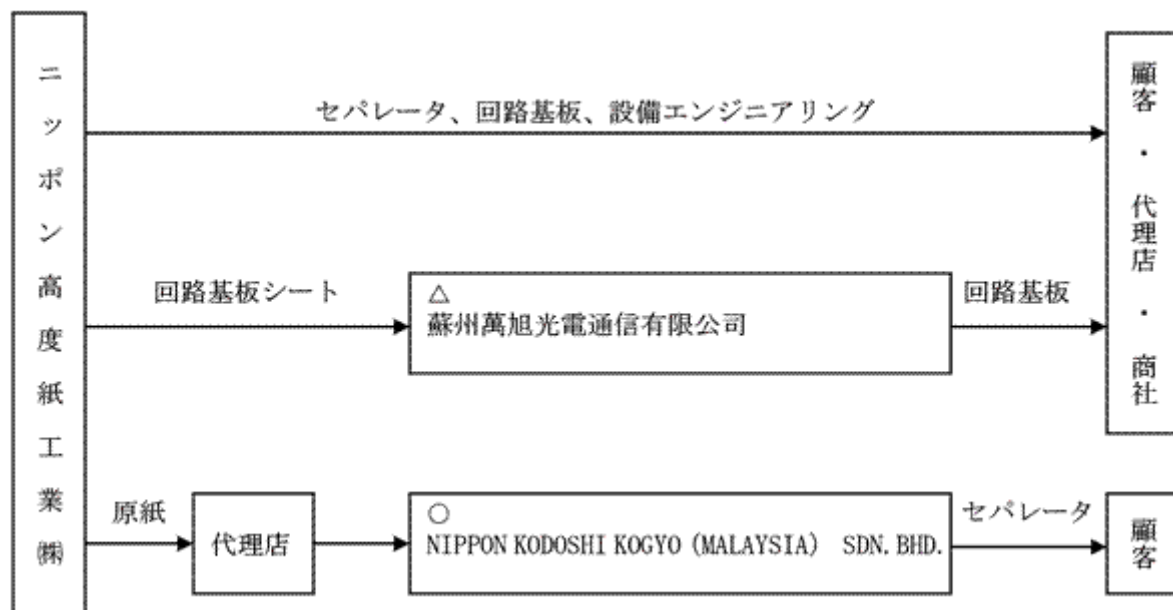 ニッポン高度紙工業㈱
セパレータ、回路基板、設備エンジニアリング
顧客・代理店・商社
回路基板シート
△
蘇州萬旭光電通信有限公司
回路基板
原紙
代理店
○
NIPPON KODOSHI KOGYO (MALAYSIA) SDN. BHD.
セパレータ
顧客